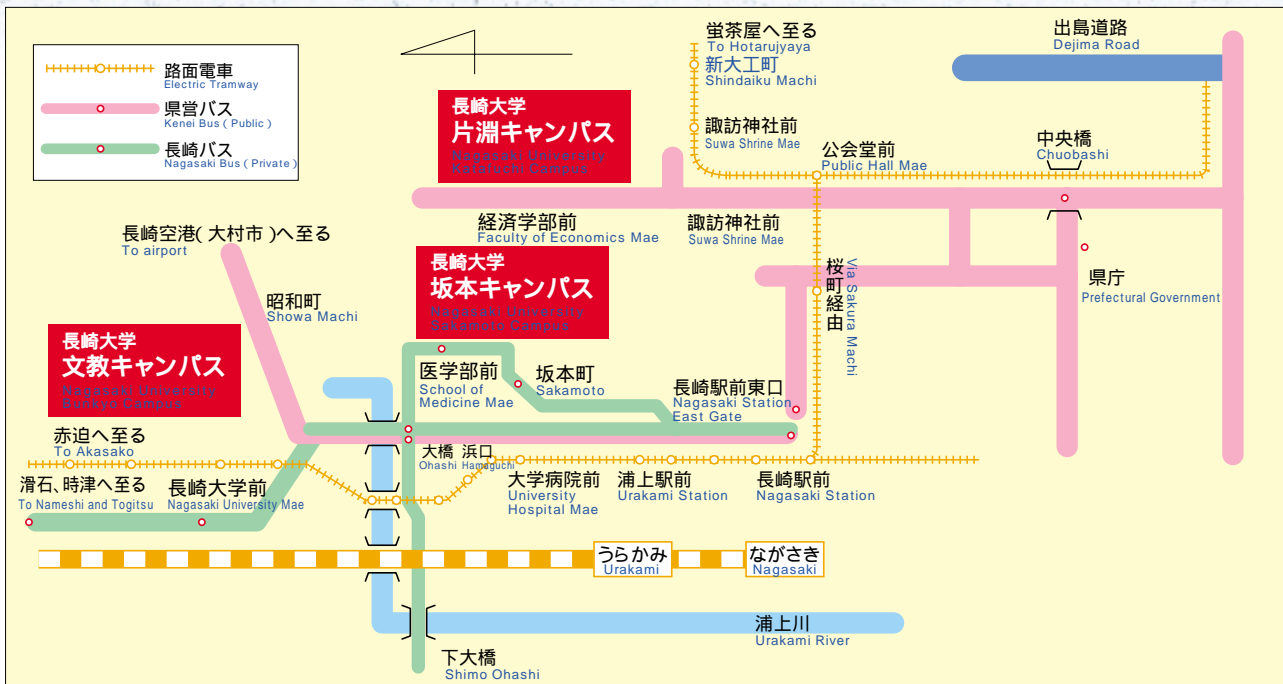 路面電車
Electric Tramway
県営バス
Kenei Bus ( Public )
長崎バス
Nagasaki Bus ( Private )
蛍茶屋へ至る
To Hotarujyaya
新大工町
Shindaiku Machi
諏訪神社前
Suwa Shrine Mae
公会堂前
Public Hall Mae
出島道路
Dejima Road
中央橋
Chuobashi
長崎大学
片淵キャンパス
Nagasaki University
Katafuchi Campus
経済学部前
Faculty of Economics Mae
諏訪神社前
Suwa Shrine Mae
長崎空港( 大村市 )へ至る
To airport
昭和町
Showa Machi
長崎大学
坂本キャンパス
Nagasaki University
Sakamoto Campus
桜町経由
Via Sakura Machi
県庁
Prefectural Government
長崎大学
文教キャンパス
Nagasaki University
Bunkyo Campus
医学部前
School of
Medicine Mae
坂本町
Sakamoto
長崎駅前東口
Nagasaki Station
East Gate
赤迫へ至る
To Akasako
大橋
Ohashi
浜口
Hamaguchi
滑石、時津へ至る
To Nameshi and Togitsu
長崎大学前
Nagasaki University Mae
大学病院前
University
Hospital Mae
浦上駅前
Urakami Station
長崎駅前
Nagasaki Station
うらかみ
Urakami
ながさき
Nagasaki
浦上川
Urakami River
下大橋
Shimo Ohashi